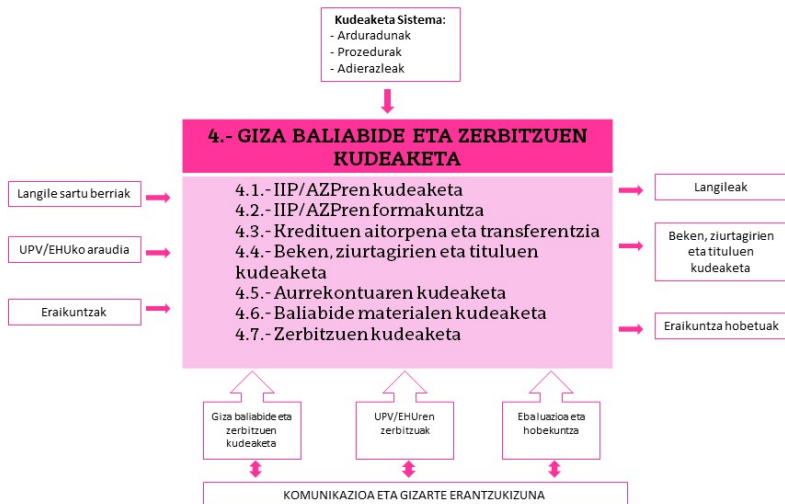 Kudeaketa Sistema:
- Arduradunak
- Prozedurak
- Adierazleak
4.- GIZA BALIABIDE ETA ZERBITZUEN
KUDEAKETA
Langile sartu berriak
UPV/EHUko araudia
Eraikuntzak
4.1.- IIP/AZPren kudeaketa
4.2.- IIP/AZPren formakuntza
4.3.- Kredituen aitorpena eta transferentzia
4.4.- Beken, ziurtagirien eta tituluen
kudeaketa
4.5.- Aurrekontuaren kudeaketa
4.6.- Baliabide materialen kudeaketa
4.7.- Zerbitzuen kudeaketa
Langileak
Beken, ziurtagirien
eta tituluen
kudeaketa
Eraikuntza hobetuak
Giza baliabide eta
zerbitzuen
kudeaketa
UPV/EHUren
zerbitzuak
Eba luazioa eta
hobekuntza
KOMUNIKAZIOA ETA GIZARTE ERANTZUKIZUNA